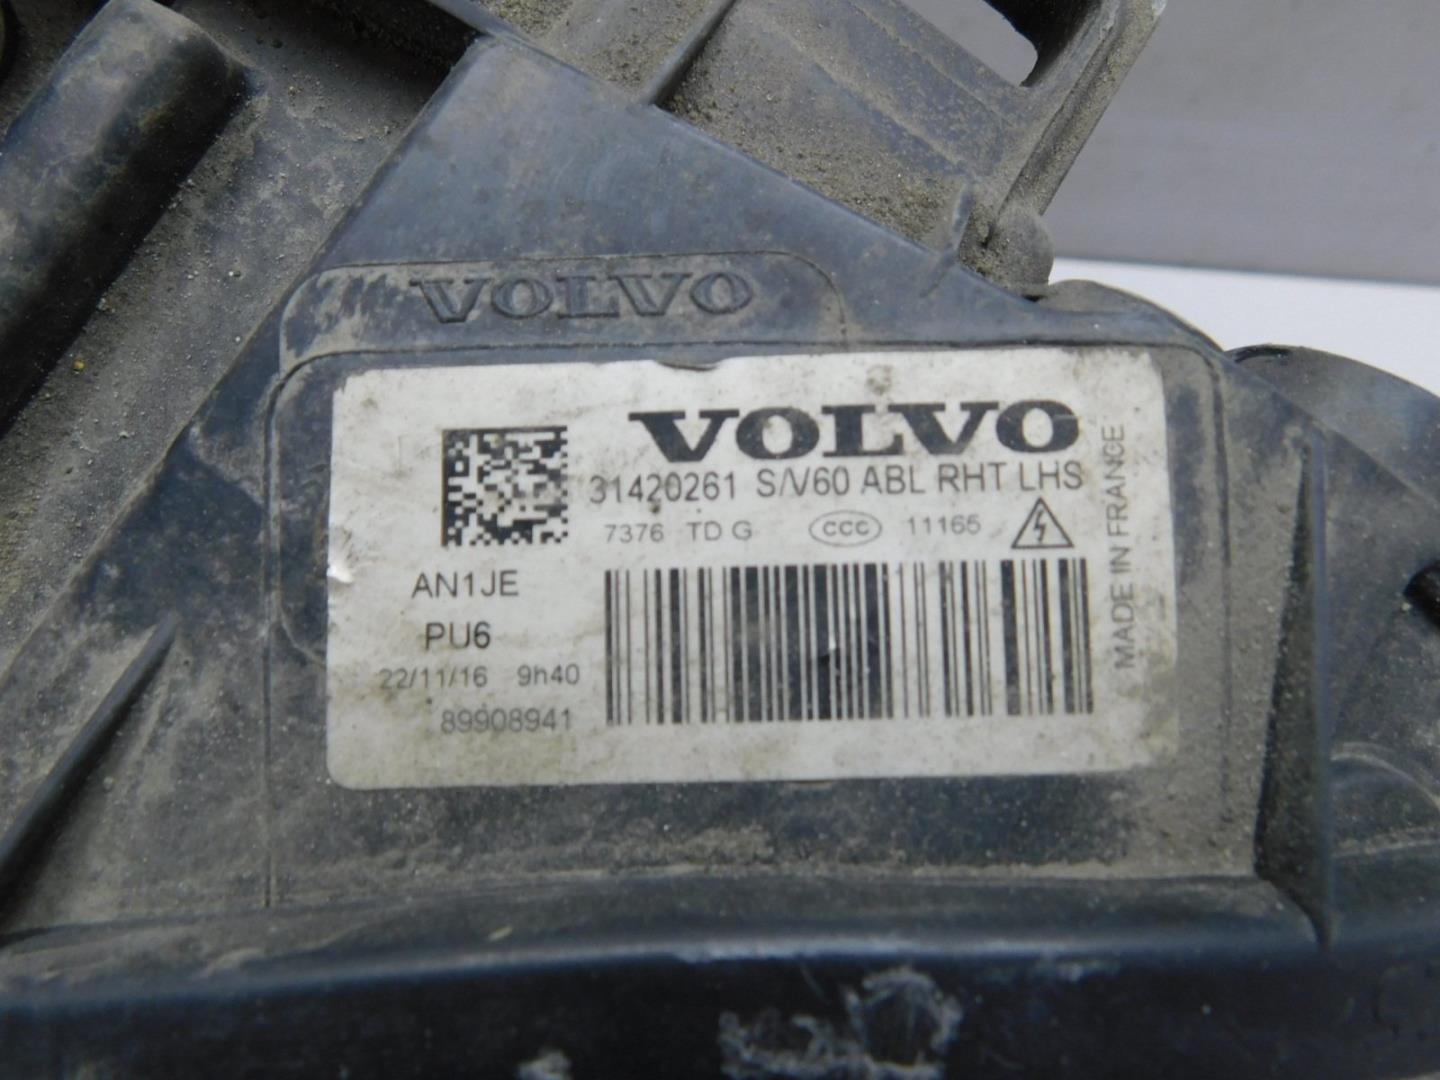 VOLVO
VOLVO
31420261 S/V60 ABL RHT LHS
7376 TD G CCC 11165
AN1JE
PU6
22/11/16 9h40
89908941
MADE IN FRANCE